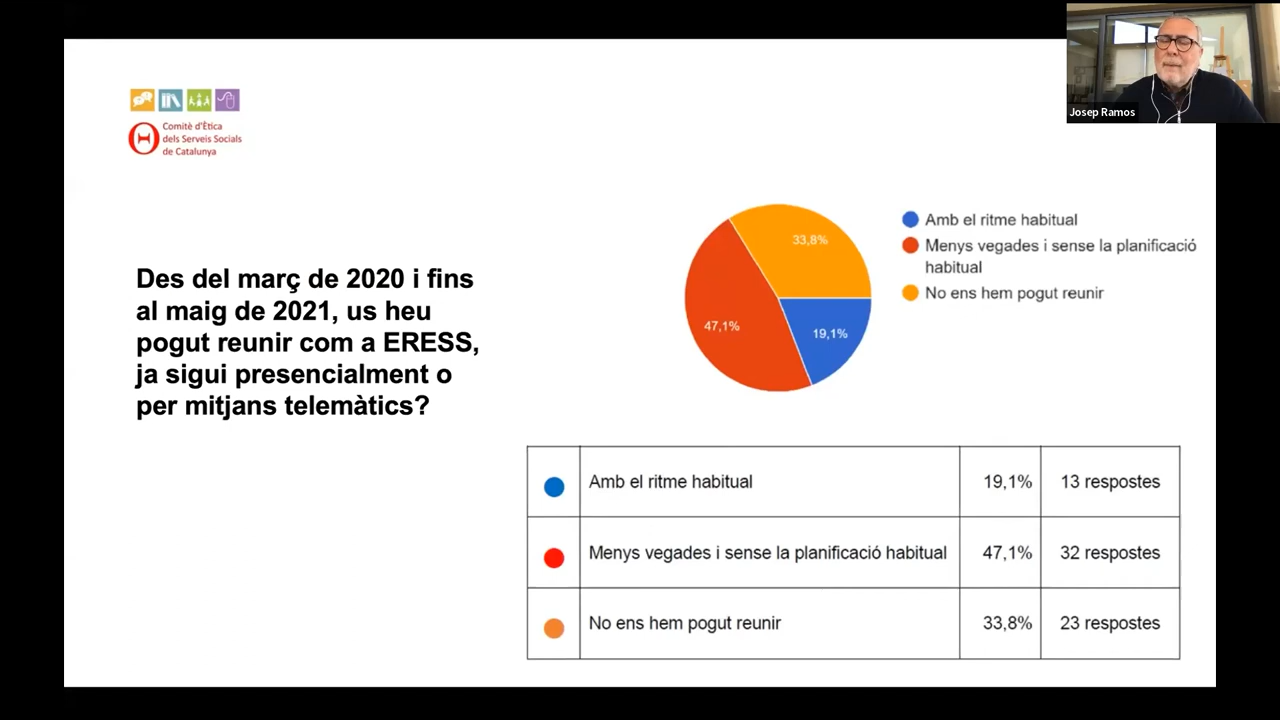 Josep Ramos
Comitè d'Ètica
dels Serveis Socials
de Catalunya
Des del març de 2020 i fins
al maig de 2021, us heu
pogut reunir com a ERESS,
ja sigui presencialment o
per mitjans telemàtics?
33,8%
47,1%
19,1%
Amb el ritme habitual
Menys vegades i sense la planificació
habitual
No ens hem pogut reunir
Amb el ritme habitual 19,1% 13 respostes
Menys vegades i sense la planificació habitual 47,1% 32 respostes
No ens hem pogut reunir 33,8% 23 respostes